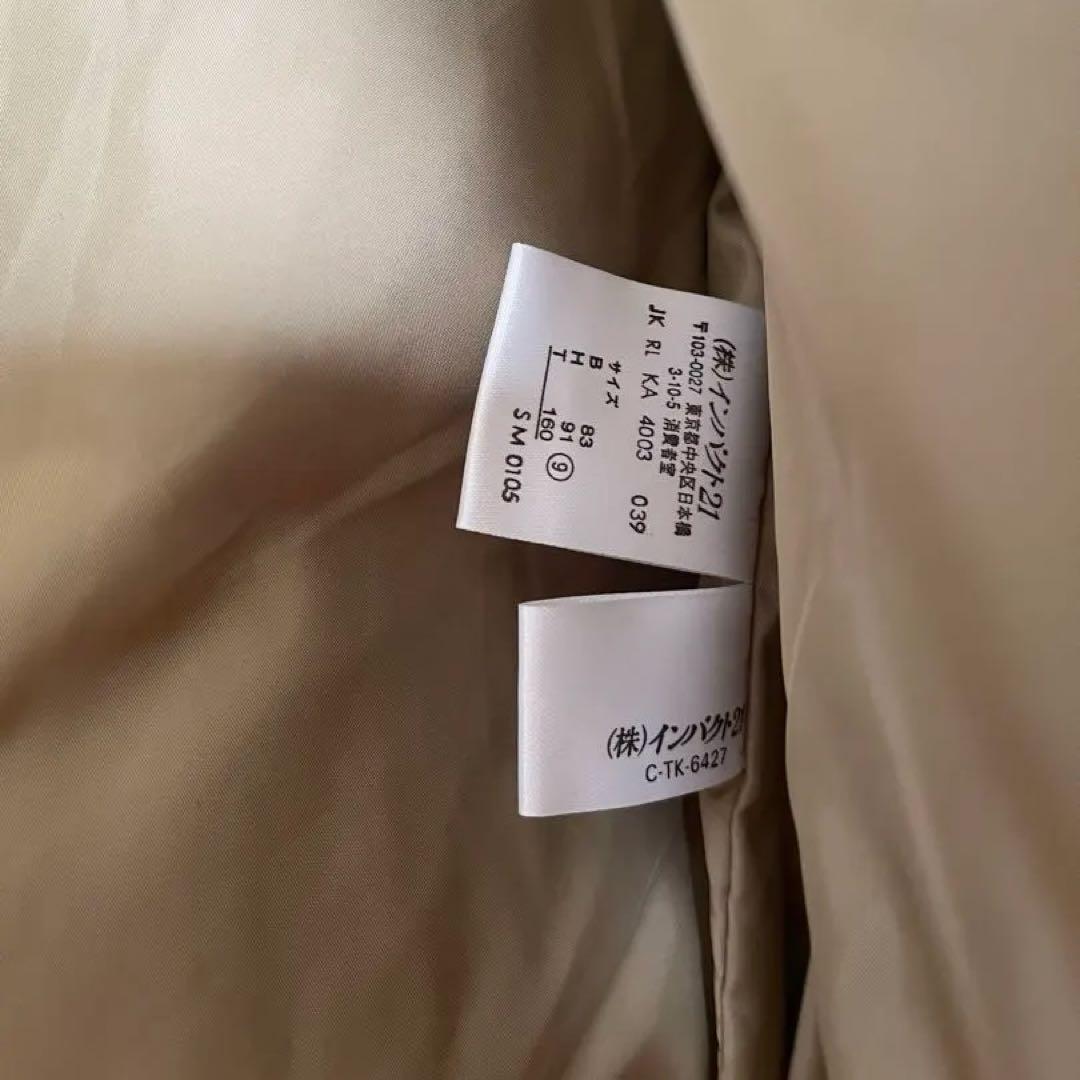 (株)インパクト21
〒103-0027 東京都中央区日本橋
3-10-5 消費者室
JK RL KA 4003 039
サイズ
B 83
H 91
T 160 ⑨
SM0105
(株)インパクト21
C-TK-6427